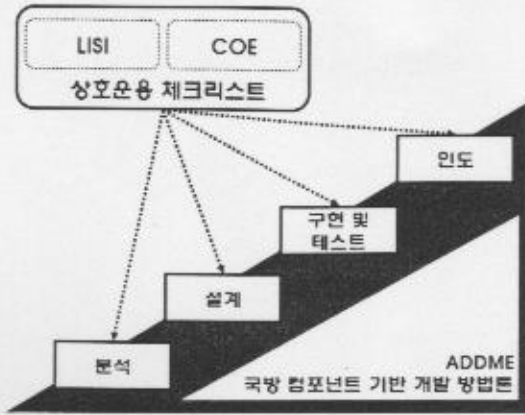 LISI
COE
상호운용 체크리스트
인도
구현 및
테스트
설계
분석
ADDME
국방 컴포넌트 기반 개발 방법론